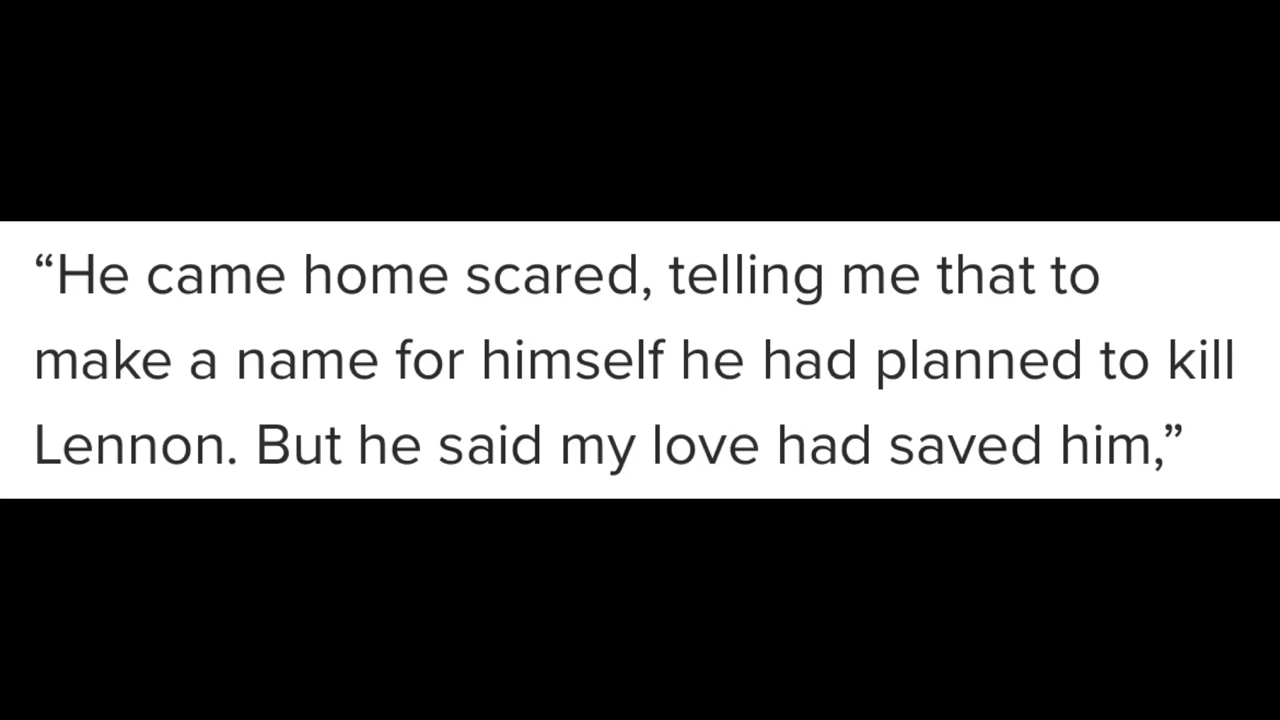 “He came home scared, telling me that to
make a name for himself he had planned to kill
Lennon. But he said my love had saved him,”